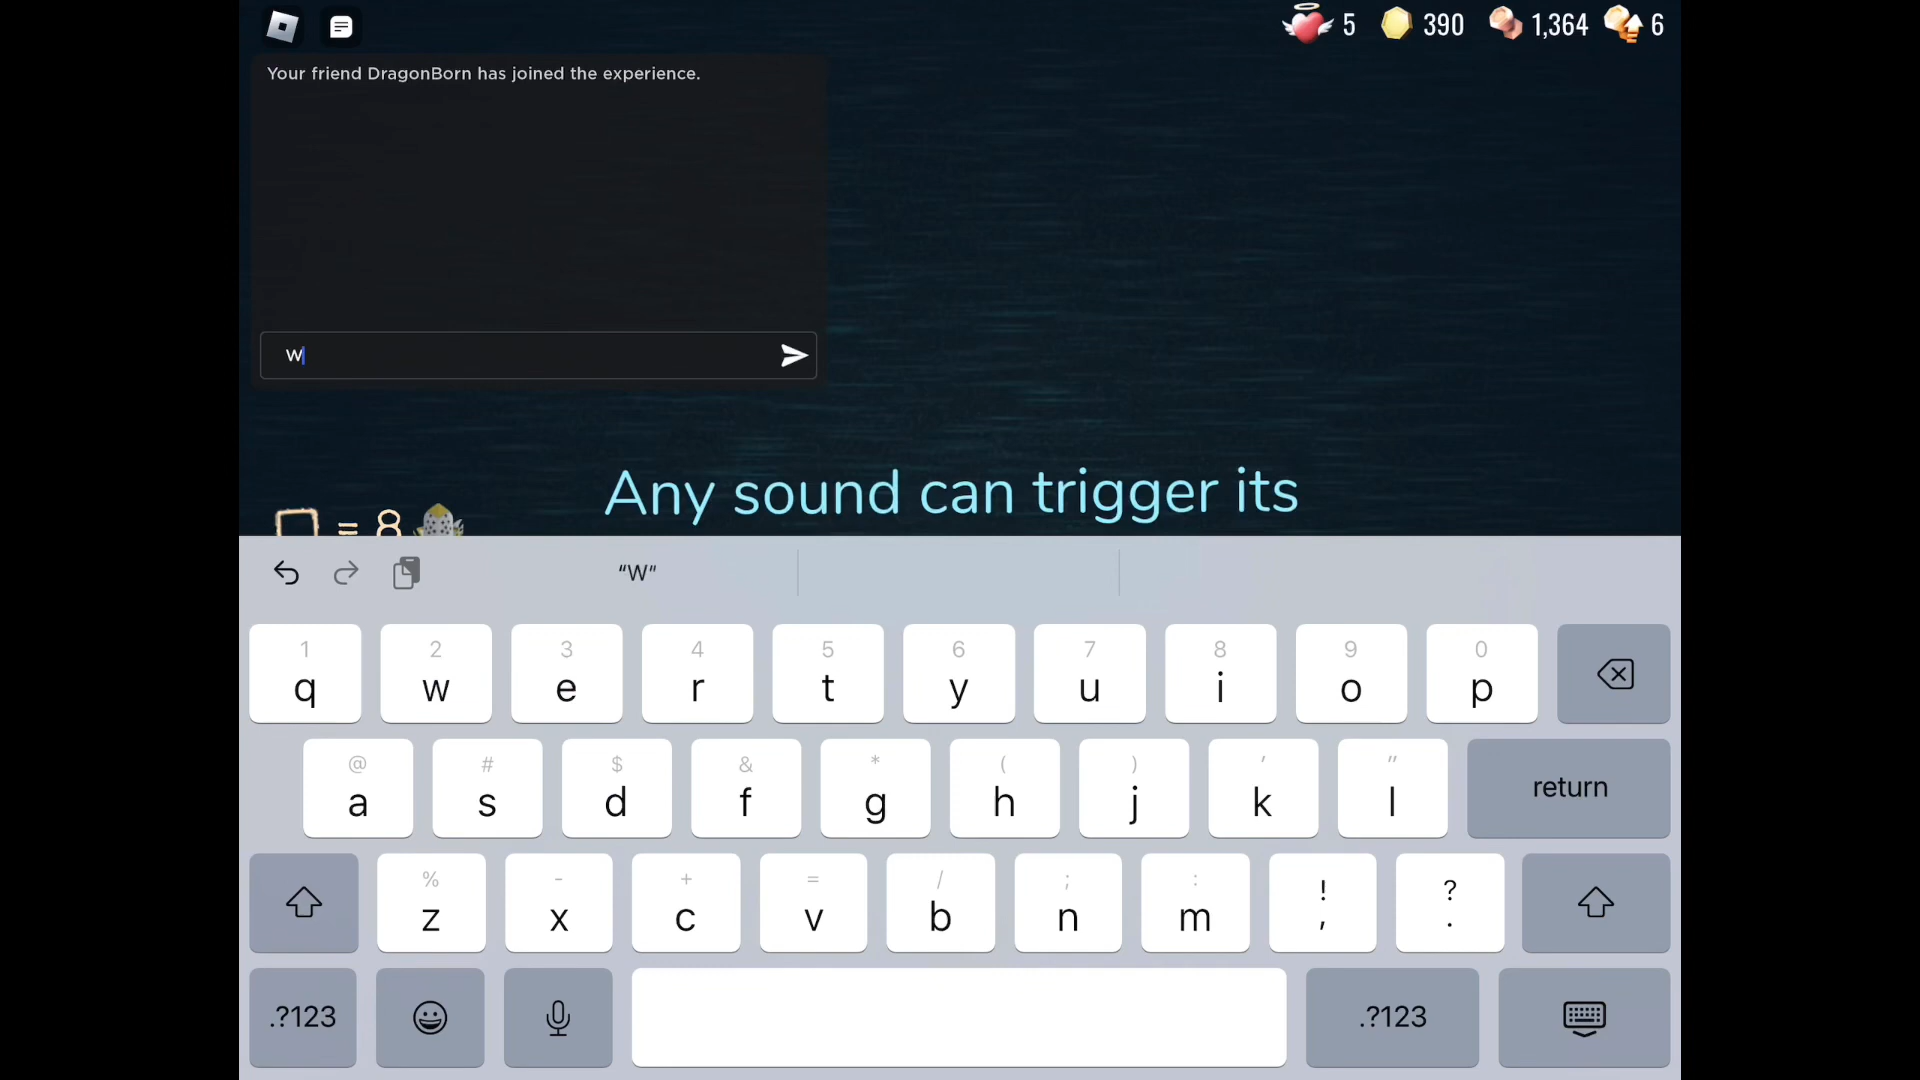 5 390 1,364 6
Your friend DragonBorn has joined the experience.
W
Any sound can trigger its
= 8
“W”
1 2 3 4 5 6 7 8 9 0
q w e r t y u i o p
@ # $ & * ( ) ' "
a s d f g h j k l return
% - + = / ; : ! ?
z x c v b n m , .
.?123 .?123